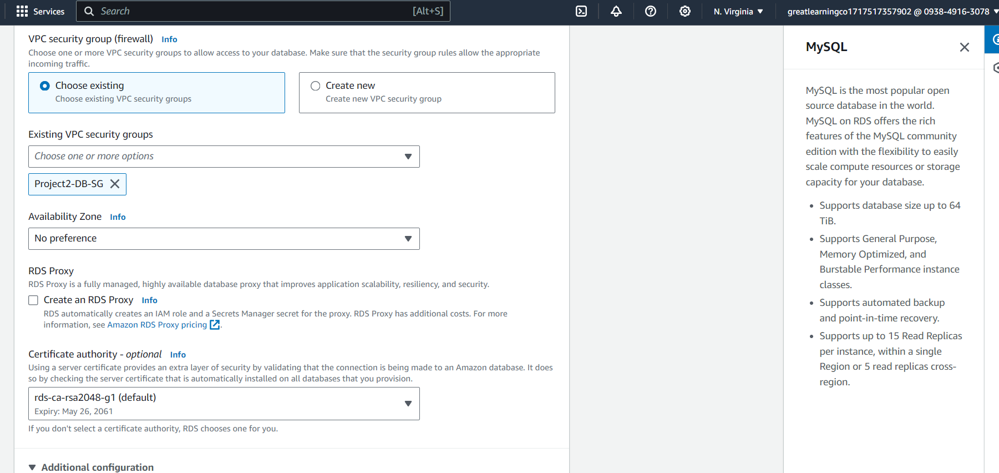 Services
Search
[Alt+S]
N. Virginia
greatlearningco1717517357902 @ 0938-4916-3078
VPC security group (firewall) Info
Choose one or more VPC security groups to allow access to your database. Make sure that the security group rules allow the appropriate
incoming traffic.
Choose existing
Choose existing VPC security groups
Create new
Create new VPC security group
Existing VPC security groups
Choose one or more options
Project2-DB-SG
Availability Zone Info
No preference
RDS Proxy
RDS Proxy is a fully managed, highly available database proxy that improves application scalability, resiliency, and security.
Create an RDS Proxy Info
RDS automatically creates an IAM role and a Secrets Manager secret for the proxy. RDS Proxy has additional costs. For more
information, see Amazon RDS Proxy pricing.
Certificate authority - optional Info
Using a server certificate provides an extra layer of security by validating that the connection is being made to an Amazon database. It does
so by checking the server certificate that is automatically installed on all databases that you provision.
rds-ca-rsa2048-g1 (default)
Expiry: May 26, 2061
If you don't select a certificate authority, RDS chooses one for you.
Additional configuration
MySQL
MySQL is the most popular open
source database in the world.
MySQL on RDS offers the rich
features of the MySQL community
edition with the flexibility to easily
scale compute resources or storage
capacity for your database.
• Supports database size up to 64
TiB.
• Supports General Purpose,
Memory Optimized, and
Burstable Performance instance
classes.
• Supports automated backup
and point-in-time recovery.
• Supports up to 15 Read Replicas
per instance, within a single
Region or 5 read replicas cross-
region.